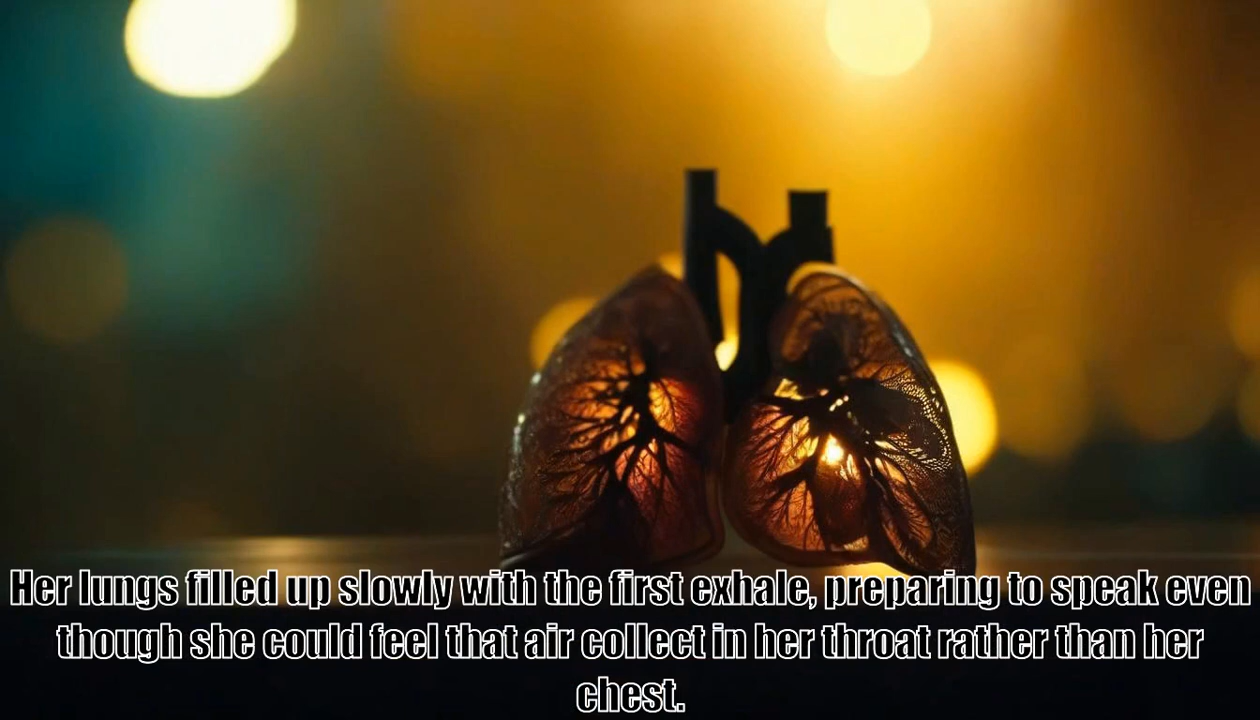 Her lungs filled up slowly with the first exhale, preparing to speak even
though she could feel that air collect in her throat rather than her
chest.